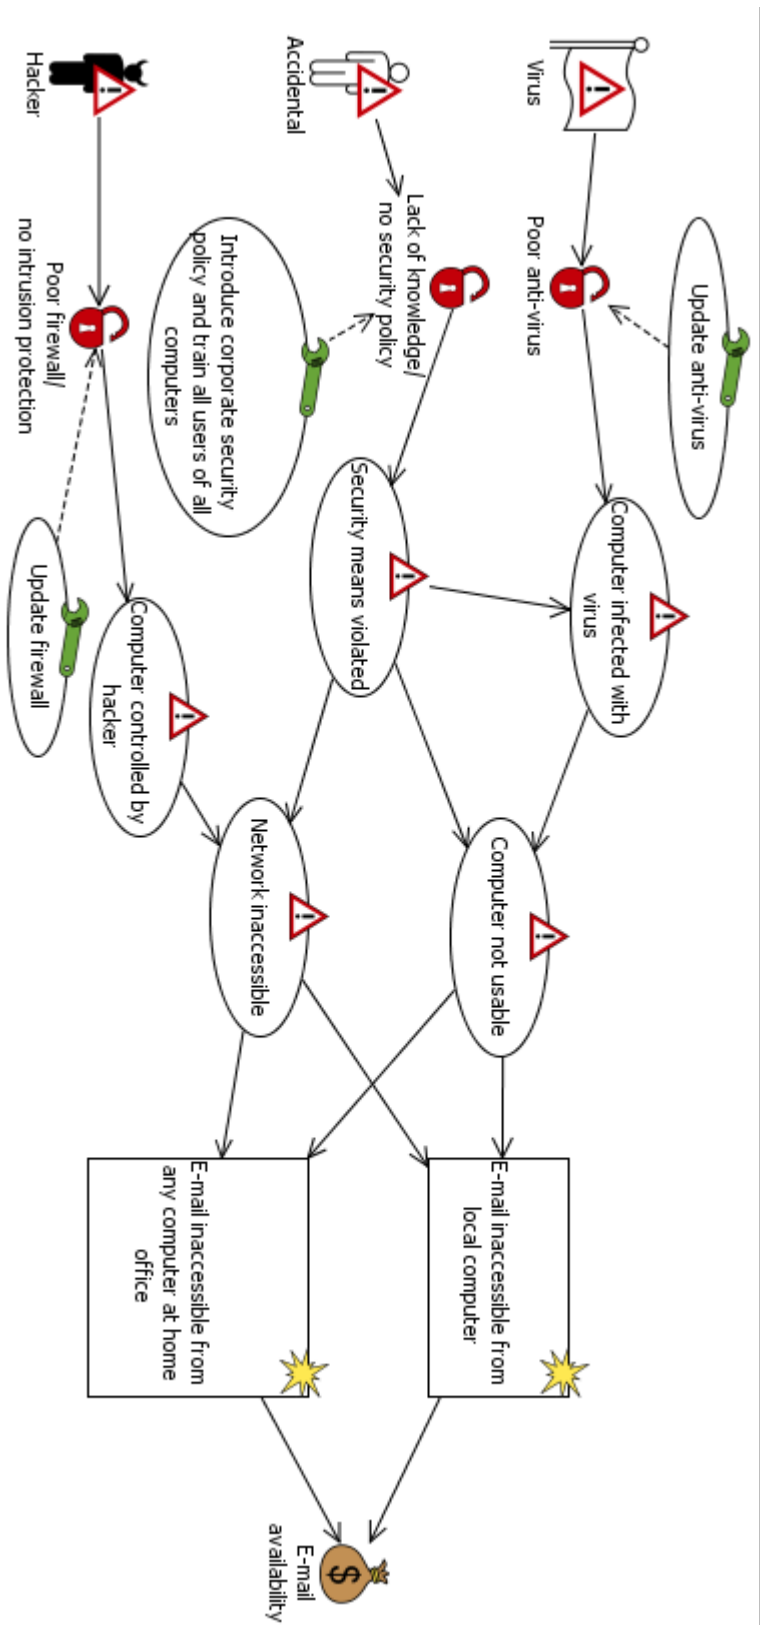 Virus
Poor anti-virus
Update anti-virus
Computer infected with
virus
Accidental
Lack of knowledge/
no security policy
Introduce corporate security
policy and train all users of all
computers
Security means violated
Computer not usable
E-mail inaccessible from
local computer
Hacker
Poor firewall/
no intrusion protection
Update firewall
Computer controlled by
hacker
Network inaccessible
E-mail inaccessible from
any computer at home
office
$
E-mail
availability